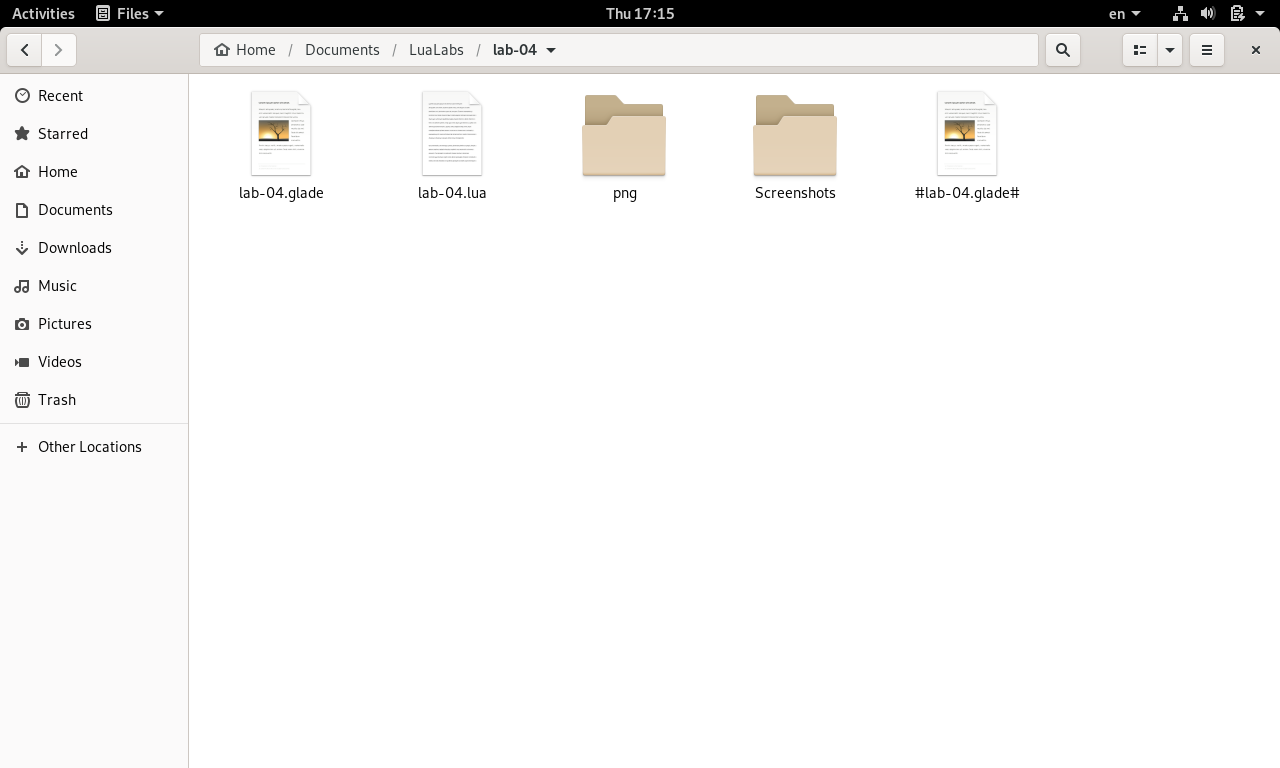 Activities
Files
Thu 17:15
en
Home / Documents / LuaLabs / lab-04
Recent
Starred
Home
Documents
Downloads
Music
Pictures
Videos
Trash
Other Locations
lab-04.glade
lab-04.lua
png
Screenshots
#lab-04.glade#